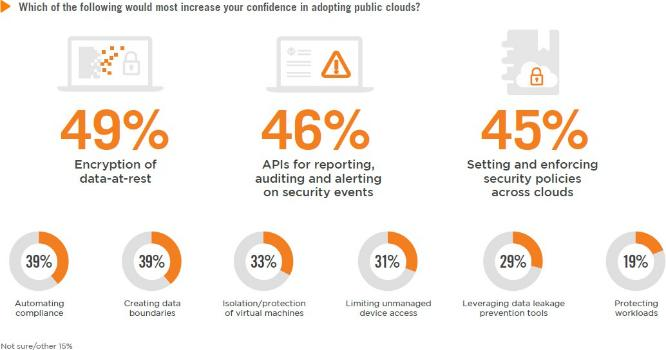 Which of the following would most increase your confidence in adopting public clouds?
49%
Encryption of
data-at-rest
46%
APIs for reporting,
auditing and alerting
on security events
45%
Setting and enforcing
security policies
across clouds
39%
Automating
compliance
39%
Creating data
boundaries
33%
Isolation/protection
of virtual machines
31%
Limiting unmanaged
device access
29%
Leveraging data leakage
prevention tools
19%
Protecting
workloads
Not sure/other 15%